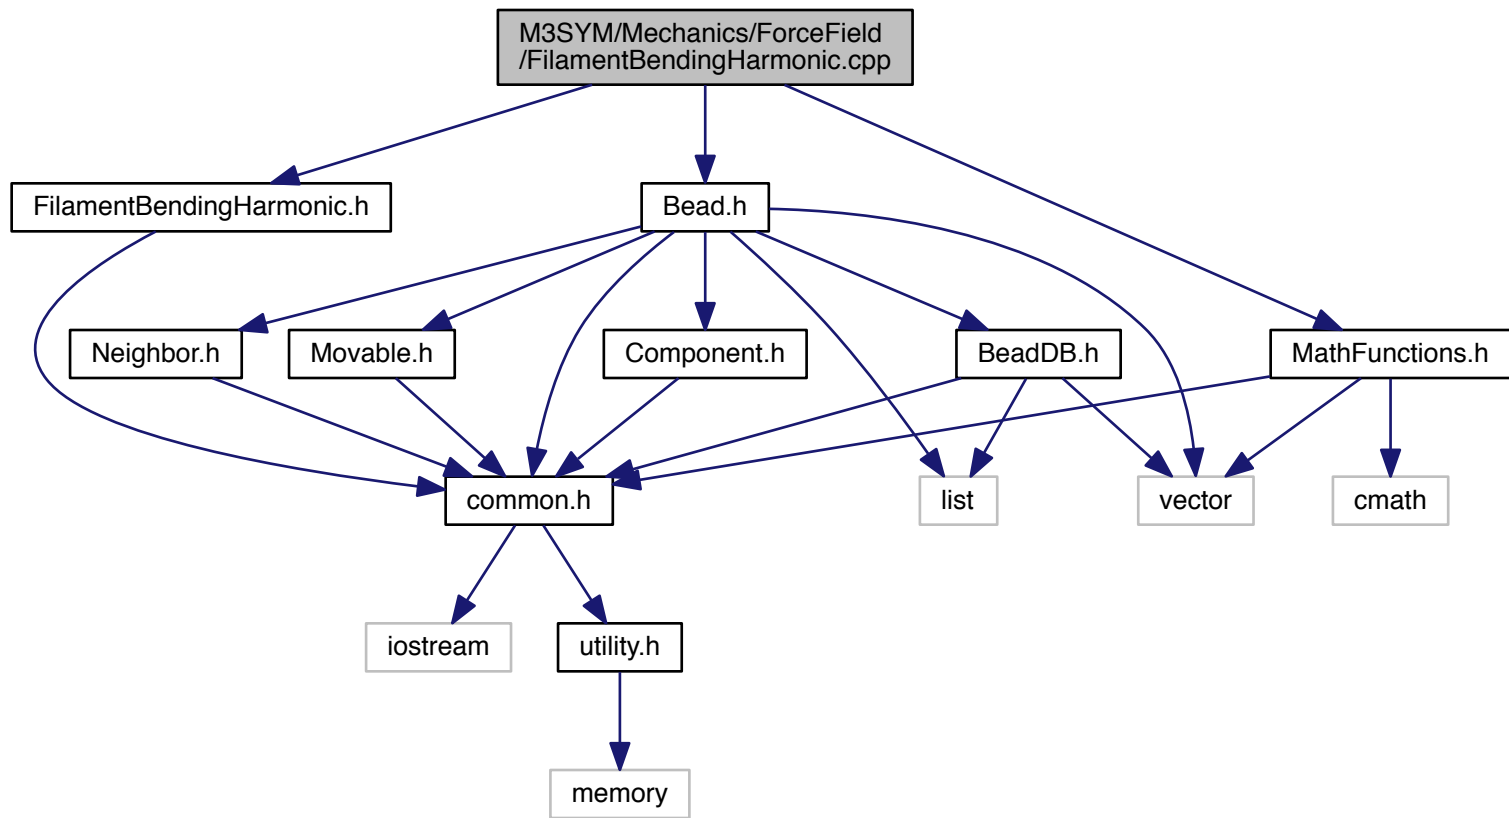 M3SYM/Mechanics/ForceField
/FilamentBendingHarmonic.cpp
FilamentBendingHarmonic.h
Bead.h
Neighbor.h
Movable.h
Component.h
BeadDB.h
MathFunctions.h
common.h
list
vector
cmath
iostream
utility.h
memory